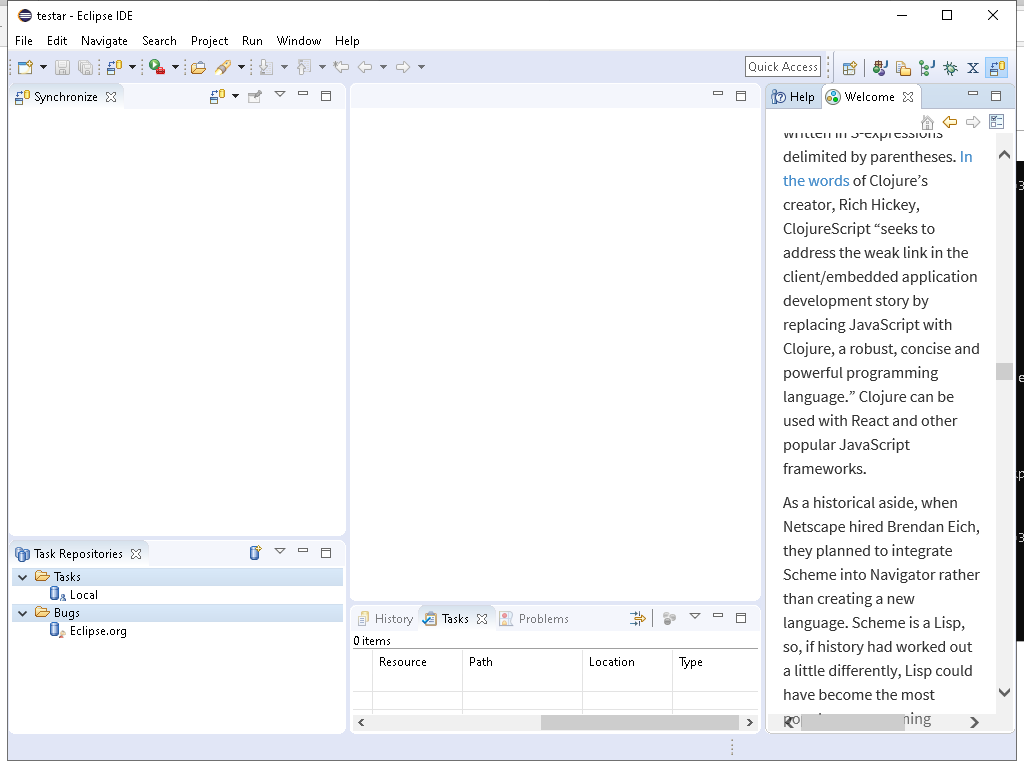 testar - Eclipse IDE
File Edit Navigate Search Project Run Window Help
Quick Access
Synchronize
Help Welcome
written in S-expressions
delimited by parentheses. In
the words of Clojure’s
creator, Rich Hickey,
ClojureScript “seeks to
address the weak link in the
client/embedded application
development story by
replacing JavaScript with
Clojure, a robust, concise and
powerful programming
language.” Clojure can be
used with React and other
popular JavaScript
frameworks.
As a historical aside, when
Netscape hired Brendan Eich,
they planned to integrate
Scheme into Navigator rather
than creating a new
language. Scheme is a Lisp,
so, if history had worked out
a little differently, Lisp could
have become the most
Task Repositories
Tasks
Local
Bugs
Eclipse.org
History Tasks Problems
0 items
Resource Path Location Type